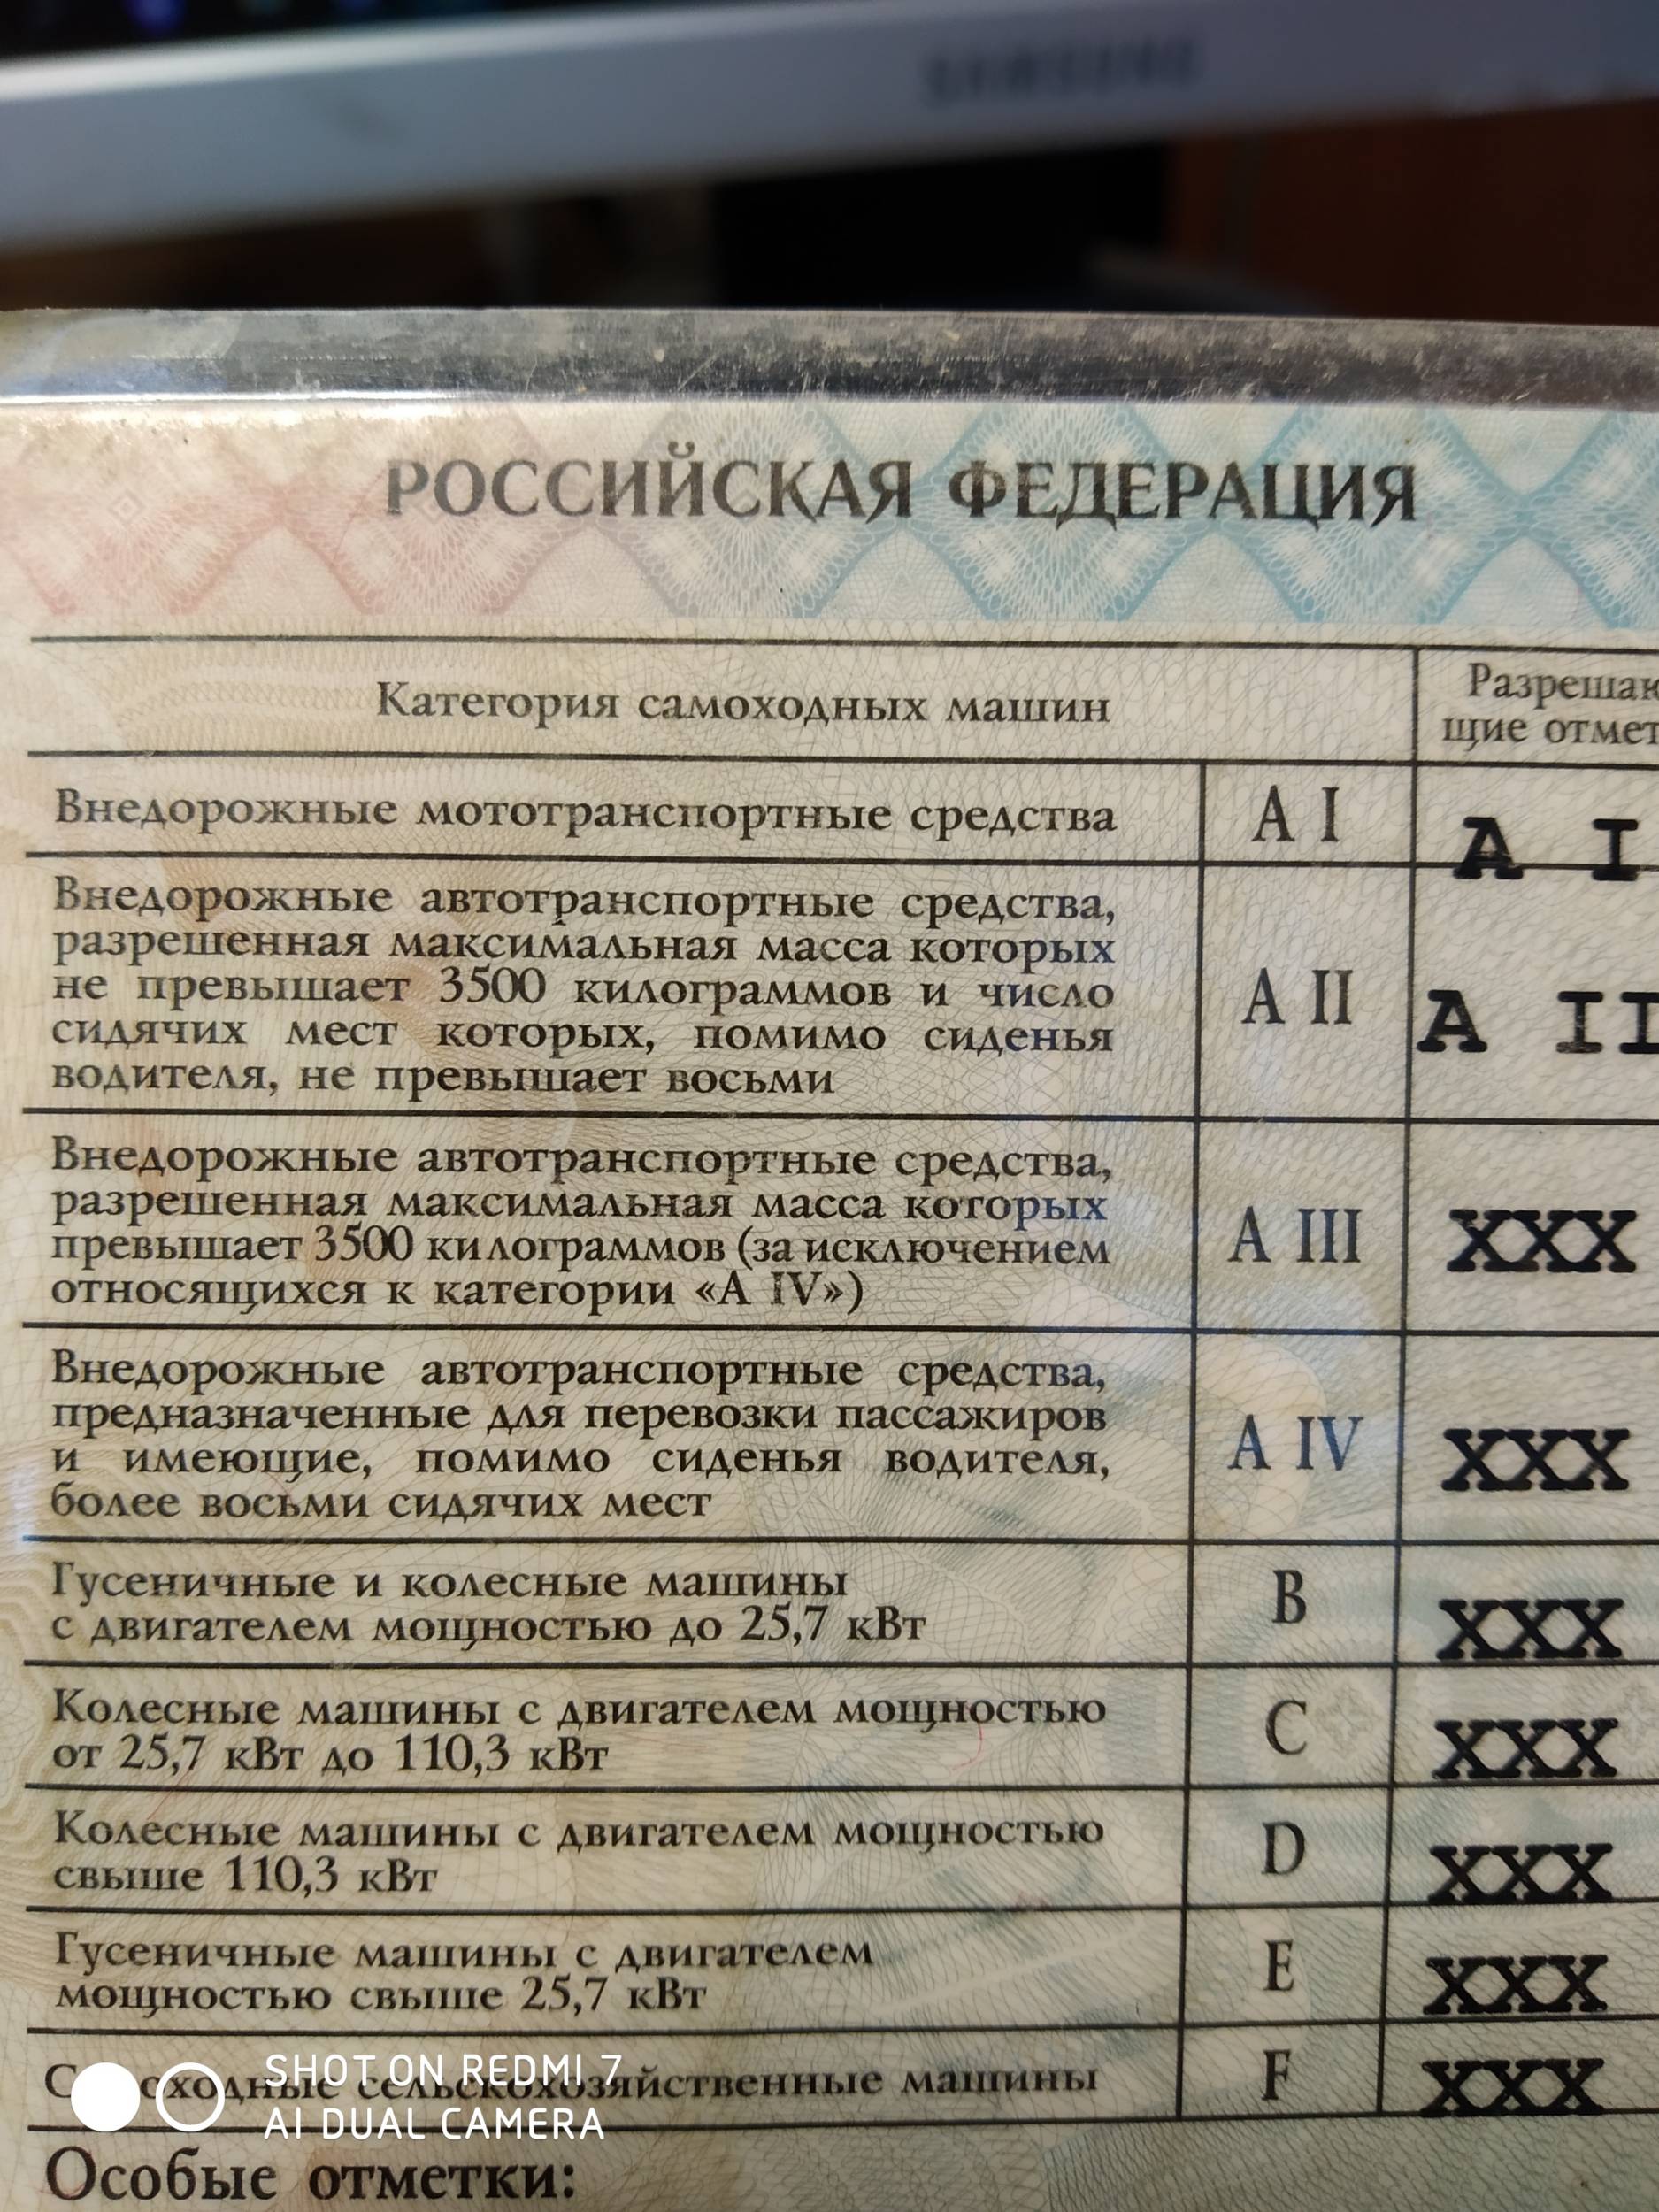 SAMSUNG
РОССИЙСКАЯ ФЕДЕРАЦИЯ
Категория самоходных машин
Разрешаю
щие отмет
Внедорожные мототранспортные средства
А I
A I
Внедорожные автотранспортные средства,
разрешенная максимальная масса которых
не превышает 3500 килограммов и число
сидячих мест которых, помимо сиденья
водителя, не превышает восьми
А II
A II
Внедорожные автотранспортные средства,
разрешенная максимальная масса которых
превышает 3500 килограммов (за исключением
относящихся к категории «А IV»)
А III
XXX
Внедорожные автотранспортные средства,
предназначенные для перевозки пассажиров
и имеющие, помимо сиденья водителя,
более восьми сидячих мест
А IV
XXX
Гусеничные и колесные машины
с двигателем мощностью до 25,7 кВт
B
XXX
Колесные машины с двигателем мощностью
от 25,7 кВт до 110,3 кВт
C
XXX
Колесные машины с двигателем мощностью
свыше 110,3 кВт
D
XXX
Гусеничные машины с двигателем
мощностью свыше 25,7 кВт
E
XXX
сельскохозяйственные машины
F
XXX
SHOT ON REDMI 7
AI DUAL CAMERA
Особые отметки: